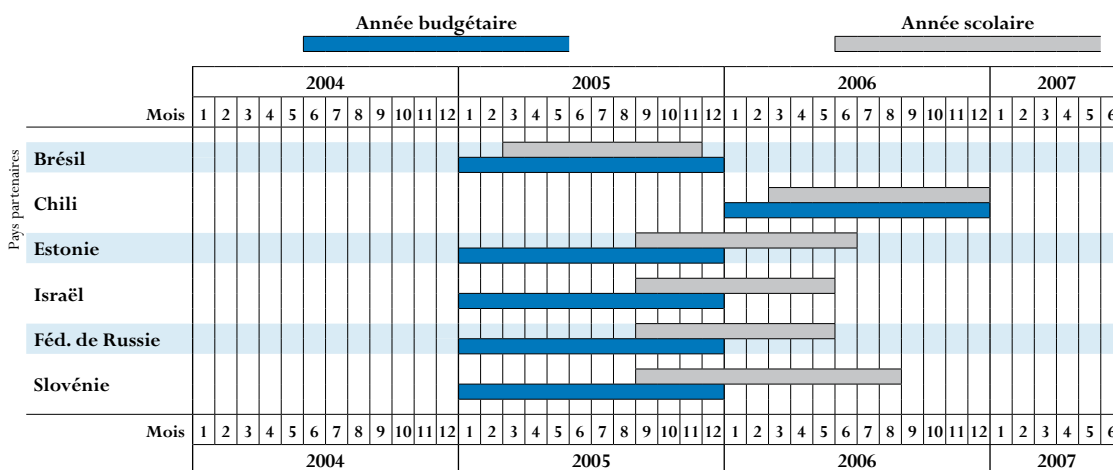 Année budgétaire Année scolaire
2004 2005 2006 2007
Mois 1 2 3 4 5 6 7 8 9 10 11 12 1 2 3 4 5 6 7 8 9 10 11 12 1 2 3 4 5 6 7 8 9 10 11 12 1 2 3 4 5 6
Pays partenaires
Brésil
Chili
Estonie
Israël
Féd. de Russie
Slovénie
Mois 1 2 3 4 5 6 7 8 9 10 11 12 1 2 3 4 5 6 7 8 9 10 11 12 1 2 3 4 5 6 7 8 9 10 11 12 1 2 3 4 5 6
2004 2005 2006 2007